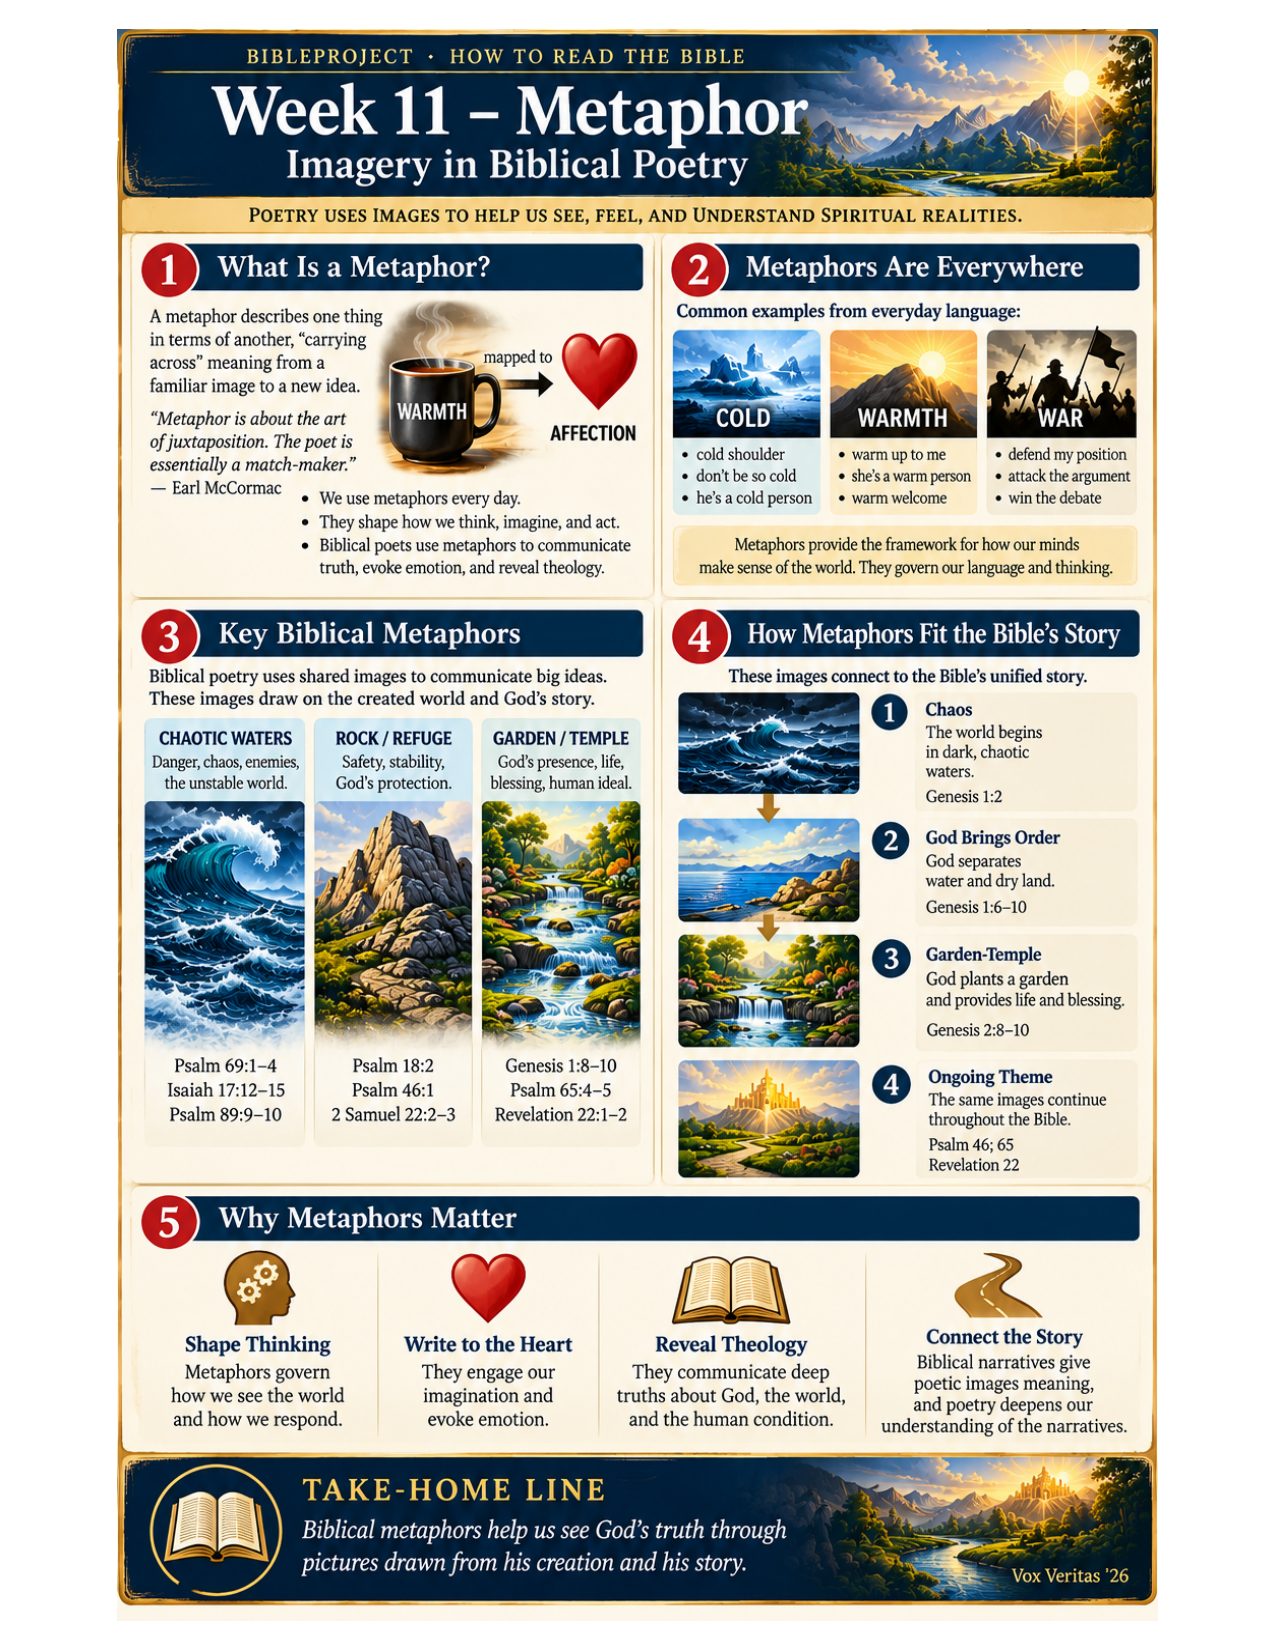 BIBLEPROJECT · HOW TO READ THE BIBLE
Week 11 – Metaphor
Imagery in Biblical Poetry
POETRY USES IMAGES TO HELP US SEE, FEEL, AND UNDERSTAND SPIRITUAL REALITIES.
1 What Is a Metaphor?
A metaphor describes one thing
in terms of another, “carrying
across” meaning from a
familiar image to a new idea.
“Metaphor is about the art
of juxtaposition. The poet is
essentially a match-maker.”
— Earl McCormac
WARMTH
mapped to
AFFECTION
• We use metaphors every day.
• They shape how we think, imagine, and act.
• Biblical poets use metaphors to communicate
truth, evoke emotion, and reveal theology.
2 Metaphors Are Everywhere
Common examples from everyday language:
COLD
• cold shoulder
• don’t be so cold
• he’s a cold person
WARMTH
• warm up to me
• she’s a warm person
• warm welcome
WAR
• defend my position
• attack the argument
• win the debate
Metaphors provide the framework for how our minds
make sense of the world. They govern our language and thinking.
3 Key Biblical Metaphors
Biblical poetry uses shared images to communicate big ideas.
These images draw on the created world and God’s story.
CHAOTIC WATERS
Danger, chaos, enemies,
the unstable world.
Psalm 69:1–4
Isaiah 17:12–15
Psalm 89:9–10
ROCK / REFUGE
Safety, stability,
God’s protection.
Psalm 18:2
Psalm 46:1
2 Samuel 22:2–3
GARDEN / TEMPLE
God’s presence, life,
blessing, human ideal.
Genesis 1:8–10
Psalm 65:4–5
Revelation 22:1–2
4 How Metaphors Fit the Bible’s Story
These images connect to the Bible’s unified story.
1 Chaos
The world begins
in dark, chaotic
waters.
Genesis 1:2
2 God Brings Order
God separates
water and dry land.
Genesis 1:6–10
3 Garden-Temple
God plants a garden
and provides life and blessing.
Genesis 2:8–10
4 Ongoing Theme
The same images continue
throughout the Bible.
Psalm 46; 65
Revelation 22
5 Why Metaphors Matter
Shape Thinking
Metaphors govern
how we see the world
and how we respond.
Write to the Heart
They engage our
imagination and
evoke emotion.
Reveal Theology
They communicate deep
truths about God, the world,
and the human condition.
Connect the Story
Biblical narratives give
poetic images meaning,
and poetry deepens our
understanding of the narratives.
TAKE-HOME LINE
Biblical metaphors help us see God’s truth through
pictures drawn from his creation and his story.
Vox Veritas ’26